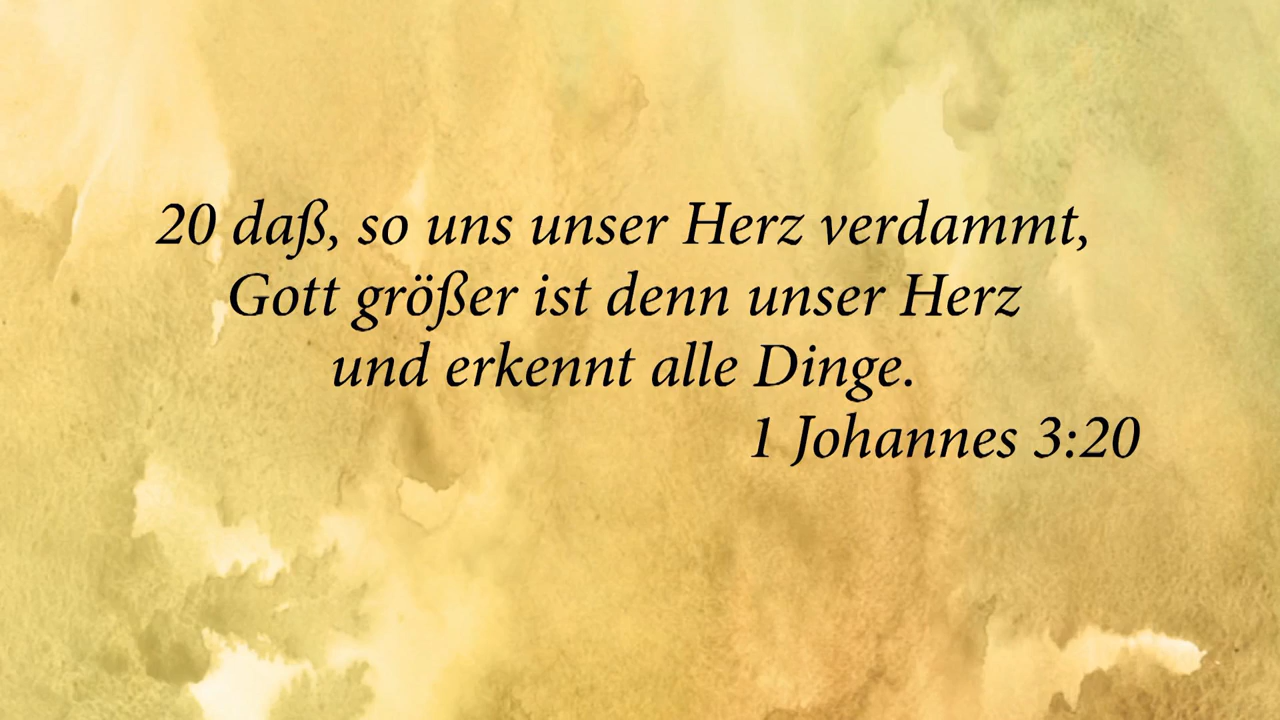 20 daß, so uns unser Herz verdammt,
Gott größer ist denn unser Herz
und erkennt alle Dinge.
1 Johannes 3:20